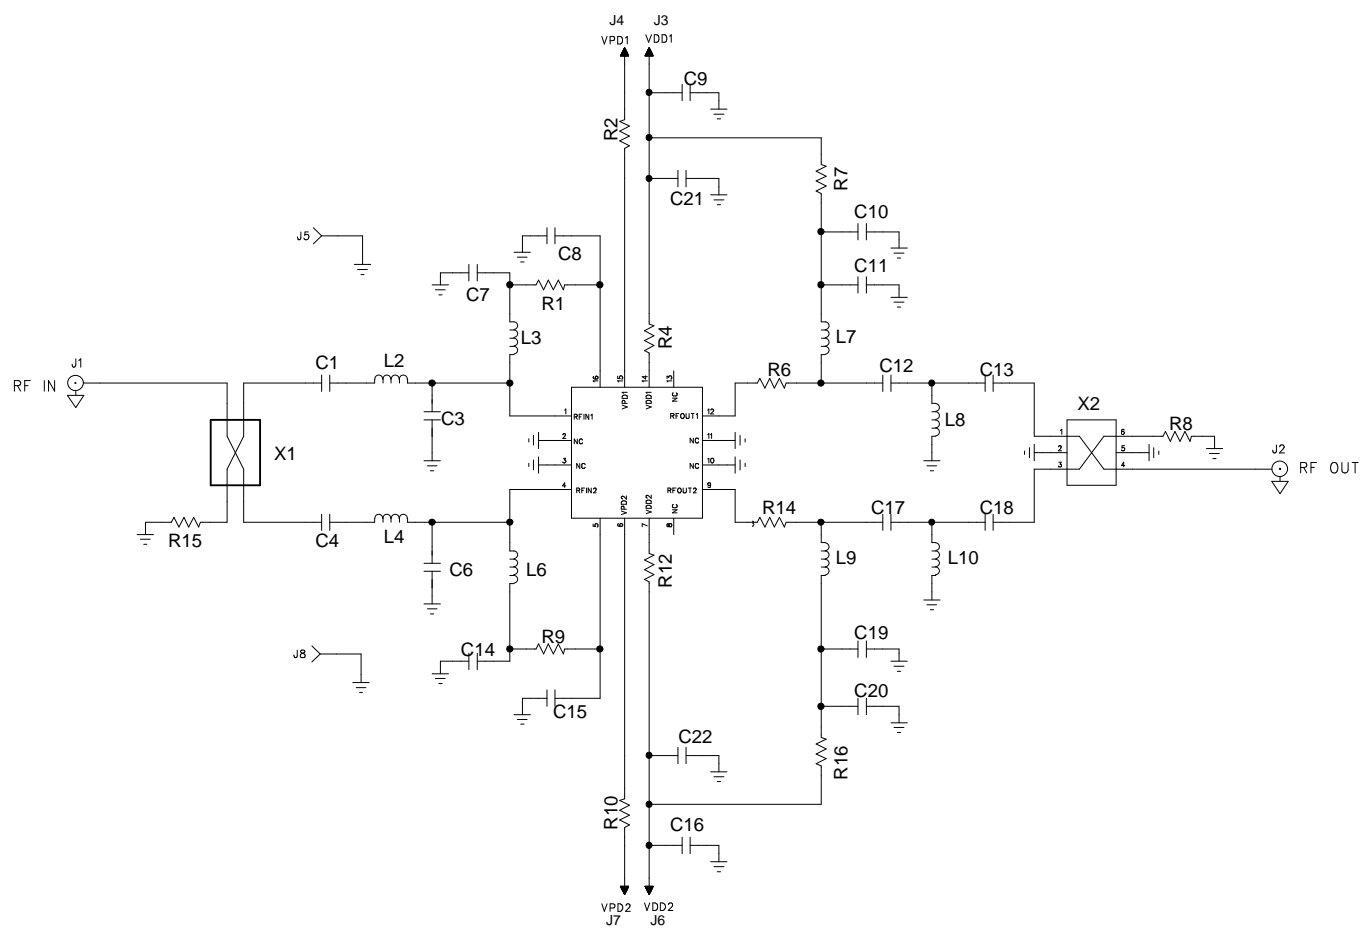 J4 J3
VPD1 VDD1
C9
R2
R7
C21
C10
J5
C8
C11
C7
R1
L3
R4
L7
J1
RF IN
C1 L2
R6
C12 C13
16 15 14 13
VPD1 VDD1 NC
C3
1 RFIN1
RFOUT1 12
L8
X2
R8
X1
2 NC
NC 11
1 6
2 5
3 4
J2
RF OUT
3 NC
NC 10
4 RFIN2
RFOUT2 9
VPD2 VDD2 NC
5 6 7 8
R15
C4 L4
R14
C17 C18
C6
L6
R12
L9 L10
J8
C14
R9
C19
C15
C20
C22
R16
R10
C16
VPD2 VDD2
J7 J6